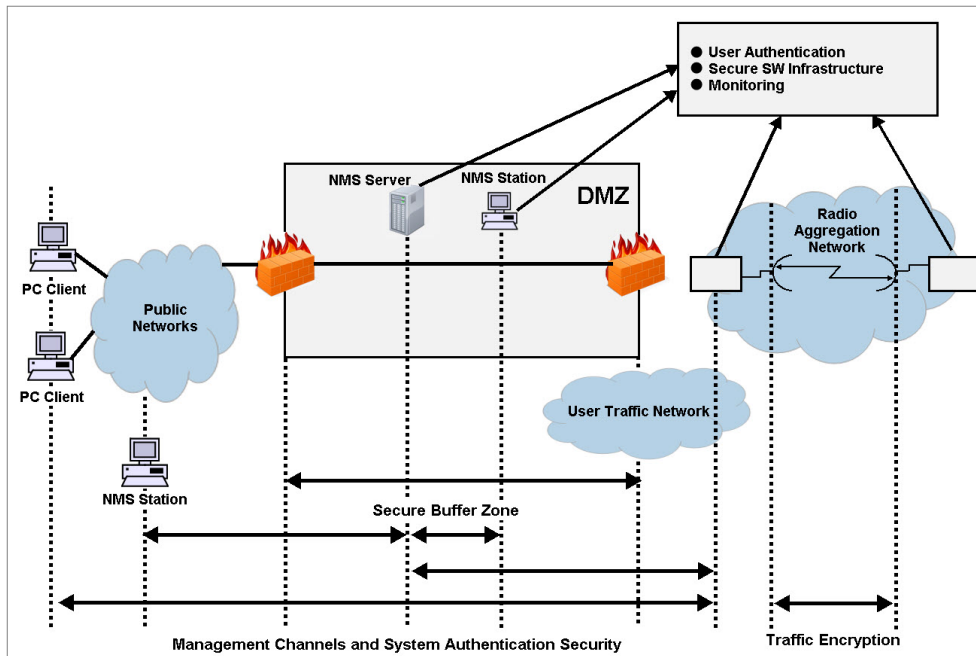 ● User Authentication
● Secure SW Infrastructure
● Monitoring
NMS Server
NMS Station
DMZ
Radio
Aggregation
Network
PC Client
Public
Networks
PC Client
User Traffic Network
NMS Station
Secure Buffer Zone
Management Channels and System Authentication Security
Traffic Encryption